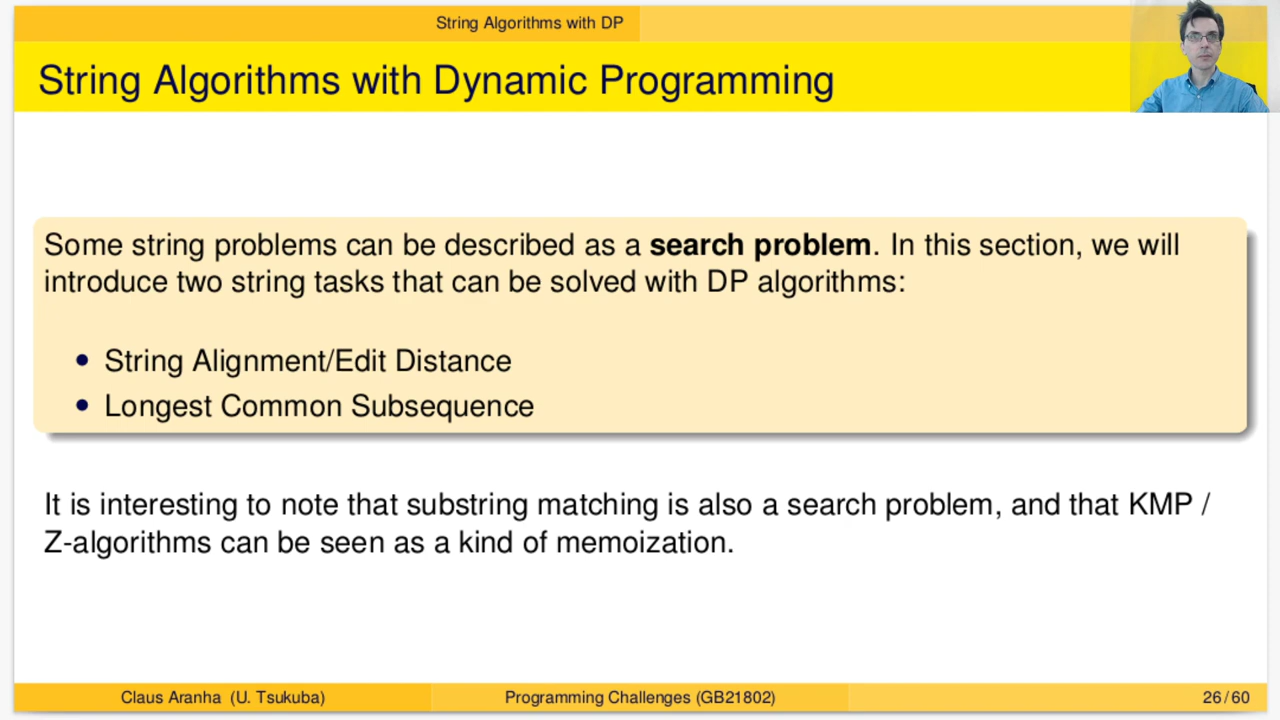 String Algorithms with DP
String Algorithms with Dynamic Programming
Some string problems can be described as a search problem. In this section, we will
introduce two string tasks that can be solved with DP algorithms:
• String Alignment/Edit Distance
• Longest Common Subsequence
It is interesting to note that substring matching is also a search problem, and that KMP /
Z-algorithms can be seen as a kind of memoization.
Claus Aranha (U. Tsukuba)
Programming Challenges (GB21802)
26/60